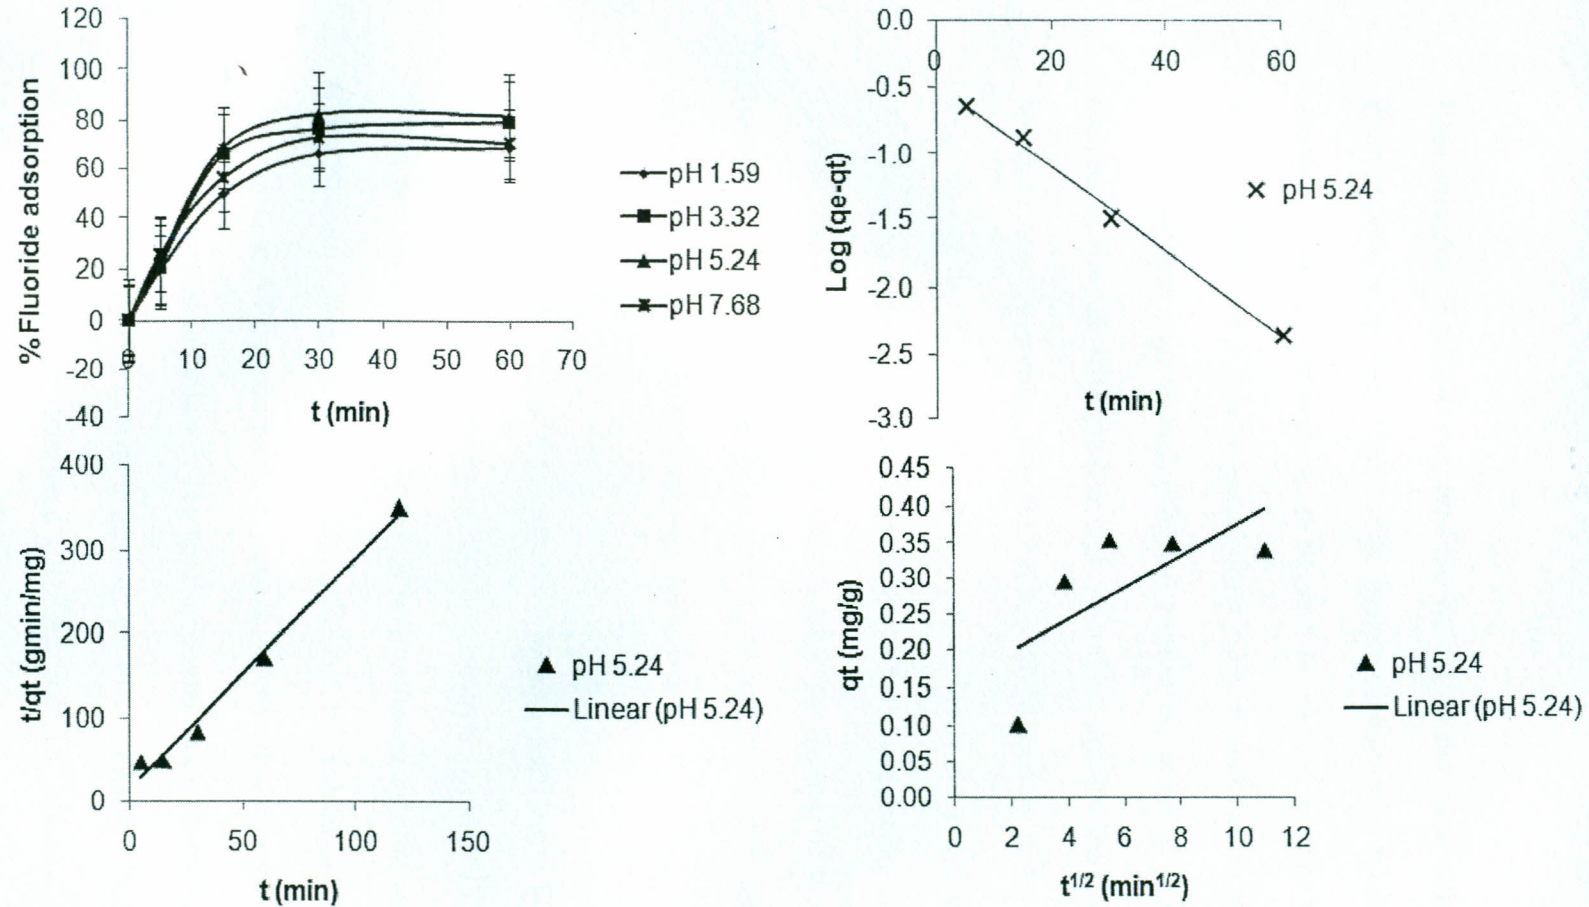 120
100
80
60
40
20
0
-20
-40
% Fluoride adsorption
0 10 20 30 40 50 60 70
t (min)
pH 1.59
pH 3.32
pH 5.24
pH 7.68
0.0
-0.5
-1.0
-1.5
-2.0
-2.5
-3.0
Log (qe-qt)
0 20 40 60
t (min)
pH 5.24
400
300
200
100
0
t/qt (gmin/mg)
0 50 100 150
t (min)
pH 5.24
Linear (pH 5.24)
0.45
0.40
0.35
0.30
0.25
0.20
0.15
0.10
0.05
0.00
qt (mg/g)
0 2 4 6 8 10 12
t1/2 (min1/2)
pH 5.24
Linear (pH 5.24)